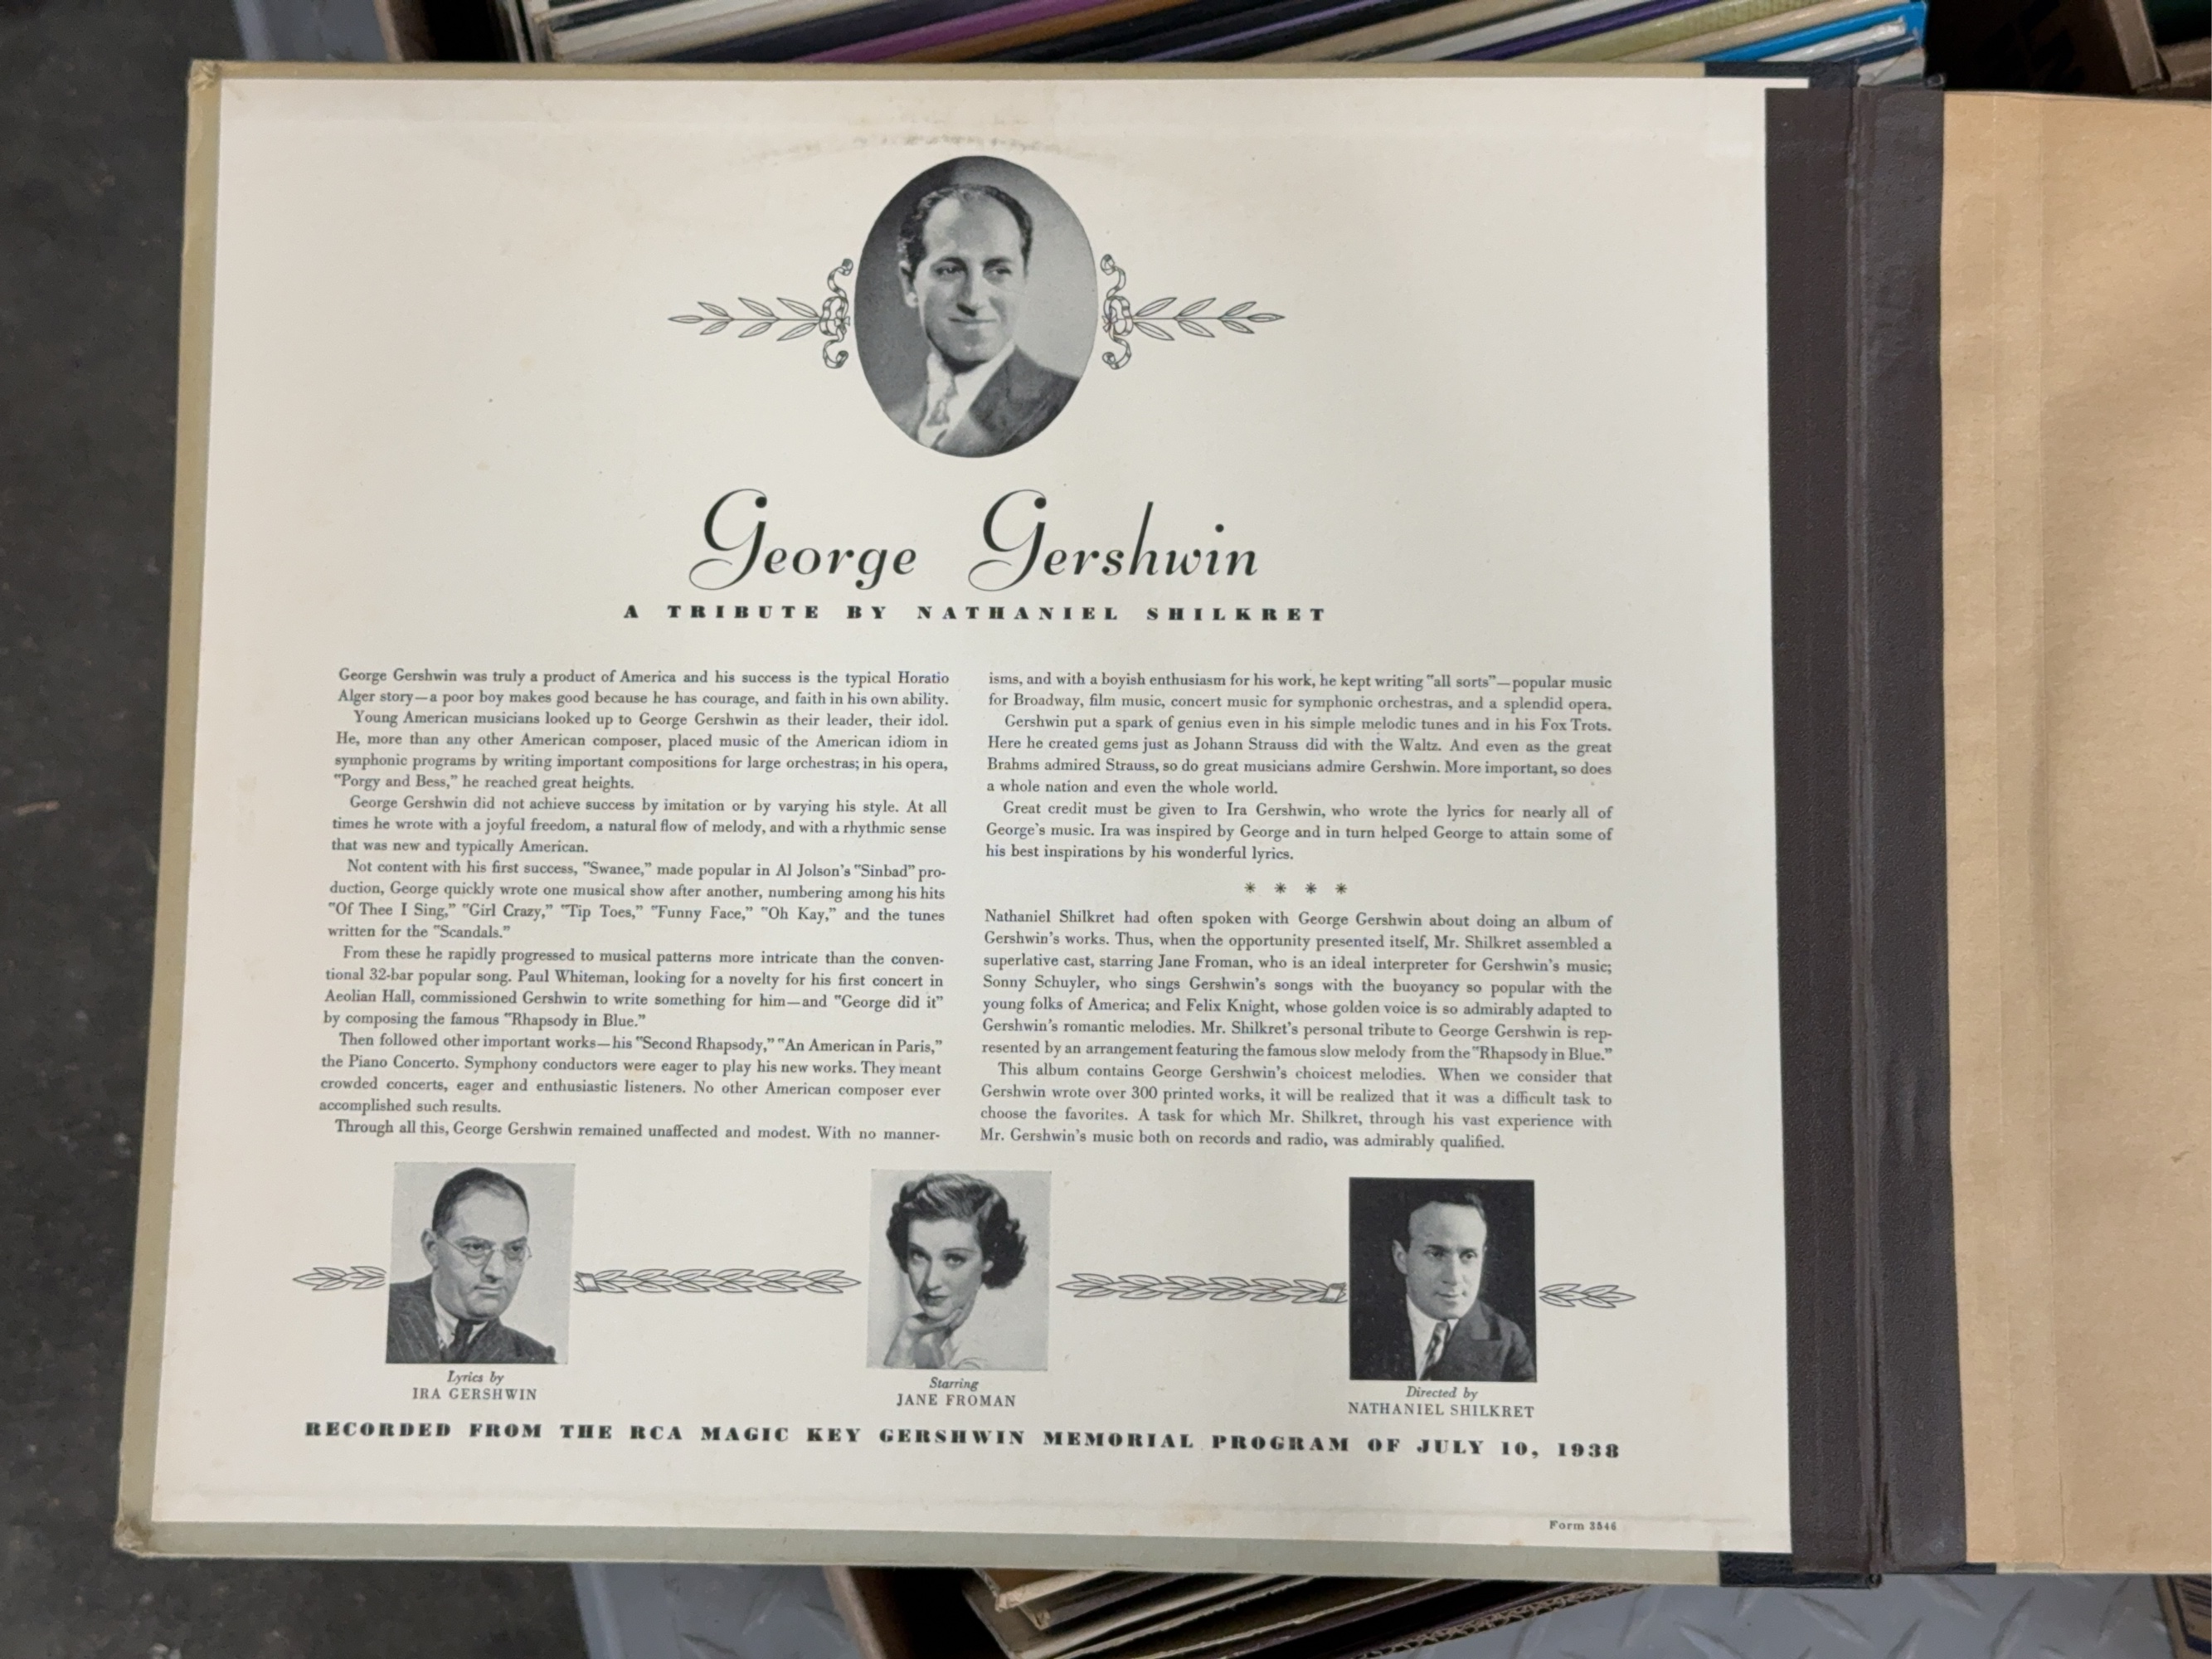 George Gershwin
A TRIBUTE BY NATHANIEL SHILKRET
George Gershwin was truly a product of America and his success is the typical Horatio
Alger story—a poor boy makes good because he has courage, and faith in his own ability.
Young American musicians looked up to George Gershwin as their leader, their idol.
He, more than any other American composer, placed music of the American idiom in
symphonic programs by writing important compositions for large orchestras; in his opera,
"Porgy and Bess," he reached great heights.
George Gershwin did not achieve success by imitation or by varying his style. At all
times he wrote with a joyful freedom, a natural flow of melody, and with a rhythmic sense
that was new and typically American.
Not content with his first success, "Swanee," made popular in Al Jolson's "Sinbad" pro-
duction, George quickly wrote one musical show after another, numbering among his hits
"Of Thee I Sing," "Girl Crazy," "Tip Toes," "Funny Face," "Oh Kay," and the tunes
written for the "Scandals."
From these he rapidly progressed to musical patterns more intricate than the conven-
tional 32-bar popular song. Paul Whiteman, looking for a novelty for his first concert in
Aeolian Hall, commissioned Gershwin to write something for him—and "George did it"
by composing the famous "Rhapsody in Blue."
Then followed other important works—his "Second Rhapsody," "An American in Paris,"
the Piano Concerto. Symphony conductors were eager to play his new works. They meant
crowded concerts, eager and enthusiastic listeners. No other American composer ever
accomplished such results.
Through all this, George Gershwin remained unaffected and modest. With no manner-
isms, and with a boyish enthusiasm for his work, he kept writing "all sorts"—popular music
for Broadway, film music, concert music for symphonic orchestras, and a splendid opera.
Gershwin put a spark of genius even in his simple melodic tunes and in his Fox Trots.
Here he created gems just as Johann Strauss did with the Waltz. And even as the great
Brahms admired Strauss, so do great musicians admire Gershwin. More important, so does
a whole nation and even the whole world.
Great credit must be given to Ira Gershwin, who wrote the lyrics for nearly all of
George's music. Ira was inspired by George and in turn helped George to attain some of
his best inspirations by his wonderful lyrics.
* * * *
Nathaniel Shilkret had often spoken with George Gershwin about doing an album of
Gershwin's works. Thus, when the opportunity presented itself, Mr. Shilkret assembled a
superlative cast, starring Jane Froman, who is an ideal interpreter for Gershwin's music;
Sonny Schuyler, who sings Gershwin's songs with the buoyancy so popular with the
young folks of America; and Felix Knight, whose golden voice is so admirably adapted to
Gershwin's romantic melodies. Mr. Shilkret's personal tribute to George Gershwin is rep-
resented by an arrangement featuring the famous slow melody from the "Rhapsody in Blue."
This album contains George Gershwin's choicest melodies. When we consider that
Gershwin wrote over 300 printed works, it will be realized that it was a difficult task to
choose the favorites. A task for which Mr. Shilkret, through his vast experience with
Mr. Gershwin's music both on records and radio, was admirably qualified.
Lyrics by
IRA GERSHWIN
Starring
JANE FROMAN
Directed by
NATHANIEL SHILKRET
RECORDED FROM THE RCA MAGIC KEY GERSHWIN MEMORIAL PROGRAM OF JULY 10, 1938
Form 3546